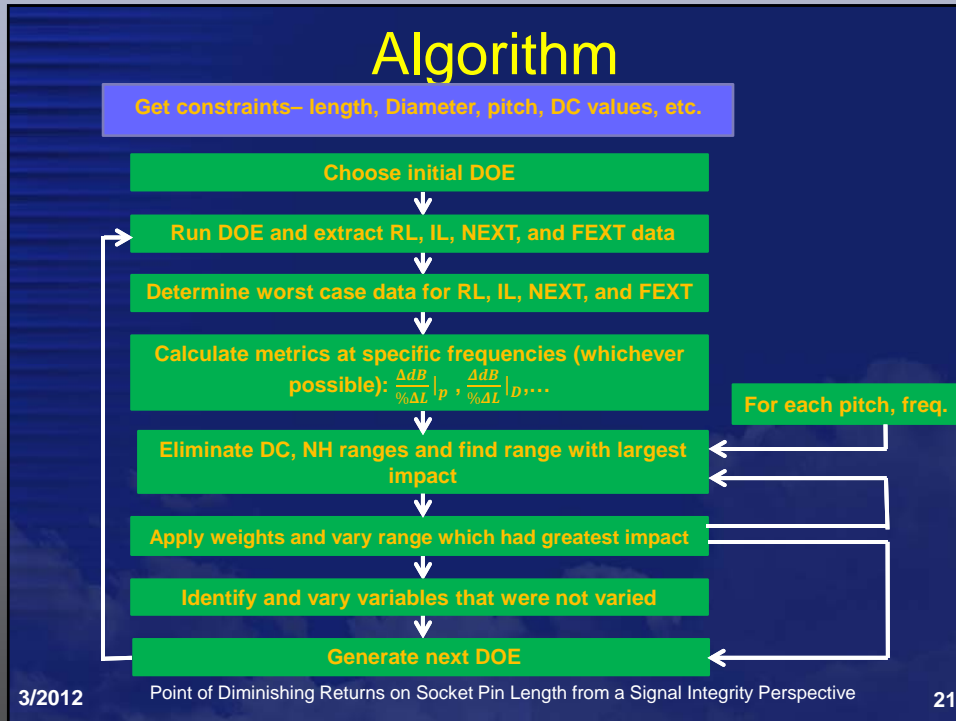 Algorithm
Get constraints– length, Diameter, pitch, DC values, etc.
Choose initial DOE
Run DOE and extract RL, IL, NEXT, and FEXT data
Determine worst case data for RL, IL, NEXT, and FEXT
Calculate metrics at specific frequencies (whichever
possible): ΔdB/%ΔL|p , ΔdB/%ΔL|D,…
For each pitch, freq.
Eliminate DC, NH ranges and find range with largest
impact
Apply weights and vary range which had greatest impact
Identify and vary variables that were not varied
Generate next DOE
3/2012
Point of Diminishing Returns on Socket Pin Length from a Signal Integrity Perspective
21